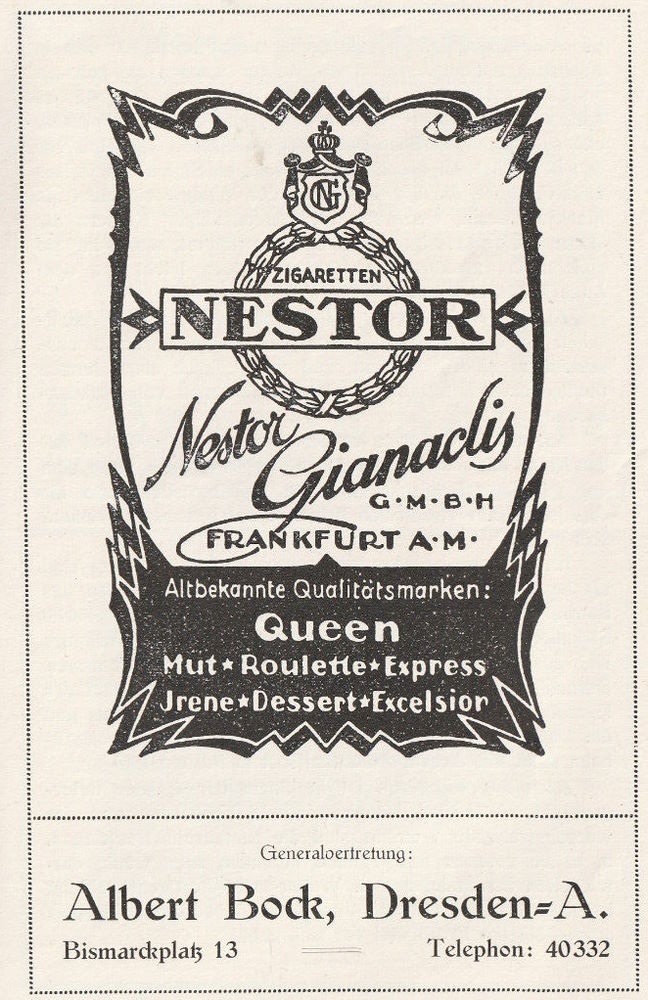 NG
ZIGARETTEN
NESTOR
Nestor
Gianaclis
G·M·B·H
FRANKFURT A·M·
Altbekannte Qualitätsmarken:
Queen
Mut★Roulette★Express
Jrene★Dessert★Excelsior
Generalvertretung:
Albert Bock, Dresden=A.
Bismarckplatz 13
Telephon: 40332